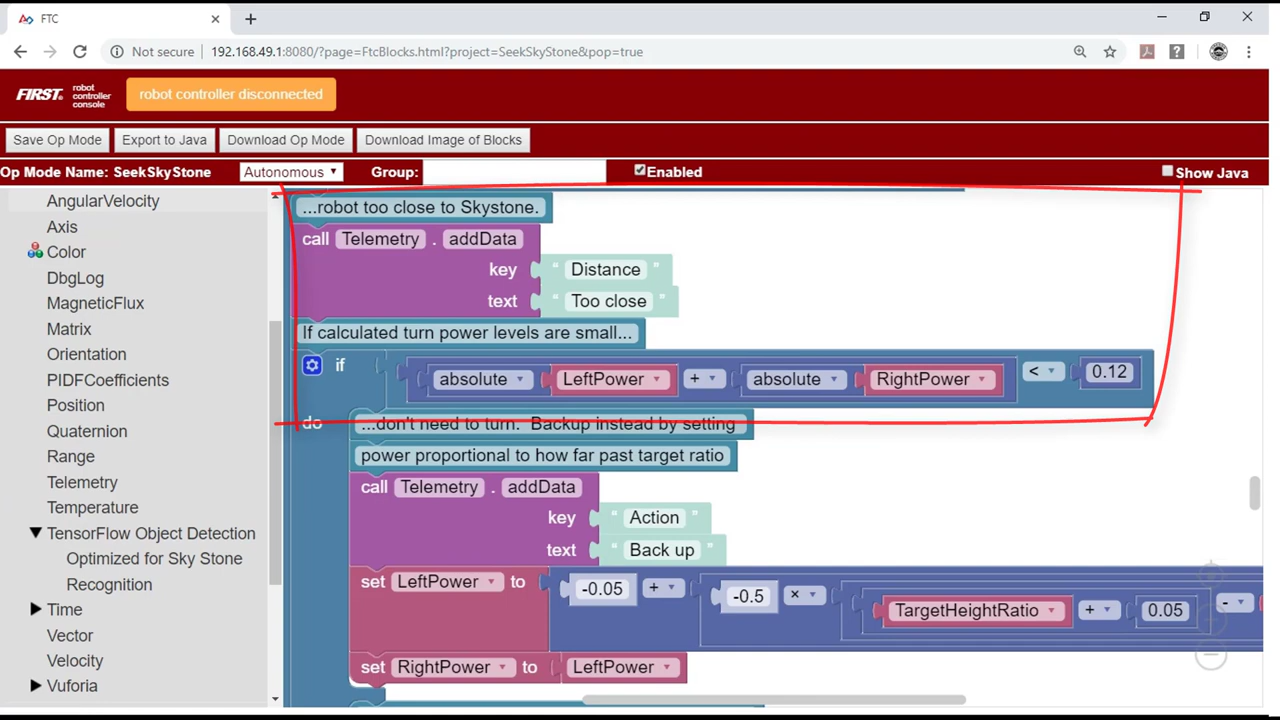 FTC
Not secure
192.168.49.1:8080/?page=FtcBlocks.html?project=SeekSkyStone&pop=true
FIRST®
robot
controller
console
robot controller disconnected
Save Op Mode
Export to Java
Download Op Mode
Download Image of Blocks
Op Mode Name: SeekSkyStone
Autonomous
Group:
Enabled
Show Java
AngularVelocity
Axis
Color
DbgLog
MagneticFlux
Matrix
Orientation
PIDFCoefficients
Position
Quaternion
Range
Telemetry
Temperature
TensorFlow Object Detection
Optimized for Sky Stone
Recognition
Time
Vector
Velocity
Vuforia
...robot too close to Skystone.
call Telemetry . addData
key “ Distance ”
text “ Too close ”
If calculated turn power levels are small...
if absolute LeftPower + absolute RightPower < 0.12
do
...don't need to turn. Backup instead by setting
power proportional to how far past target ratio
call Telemetry . addData
key “ Action ”
text “ Back up ”
set LeftPower to -0.05 + -0.5 × TargetHeightRatio + 0.05 -
set RightPower to LeftPower